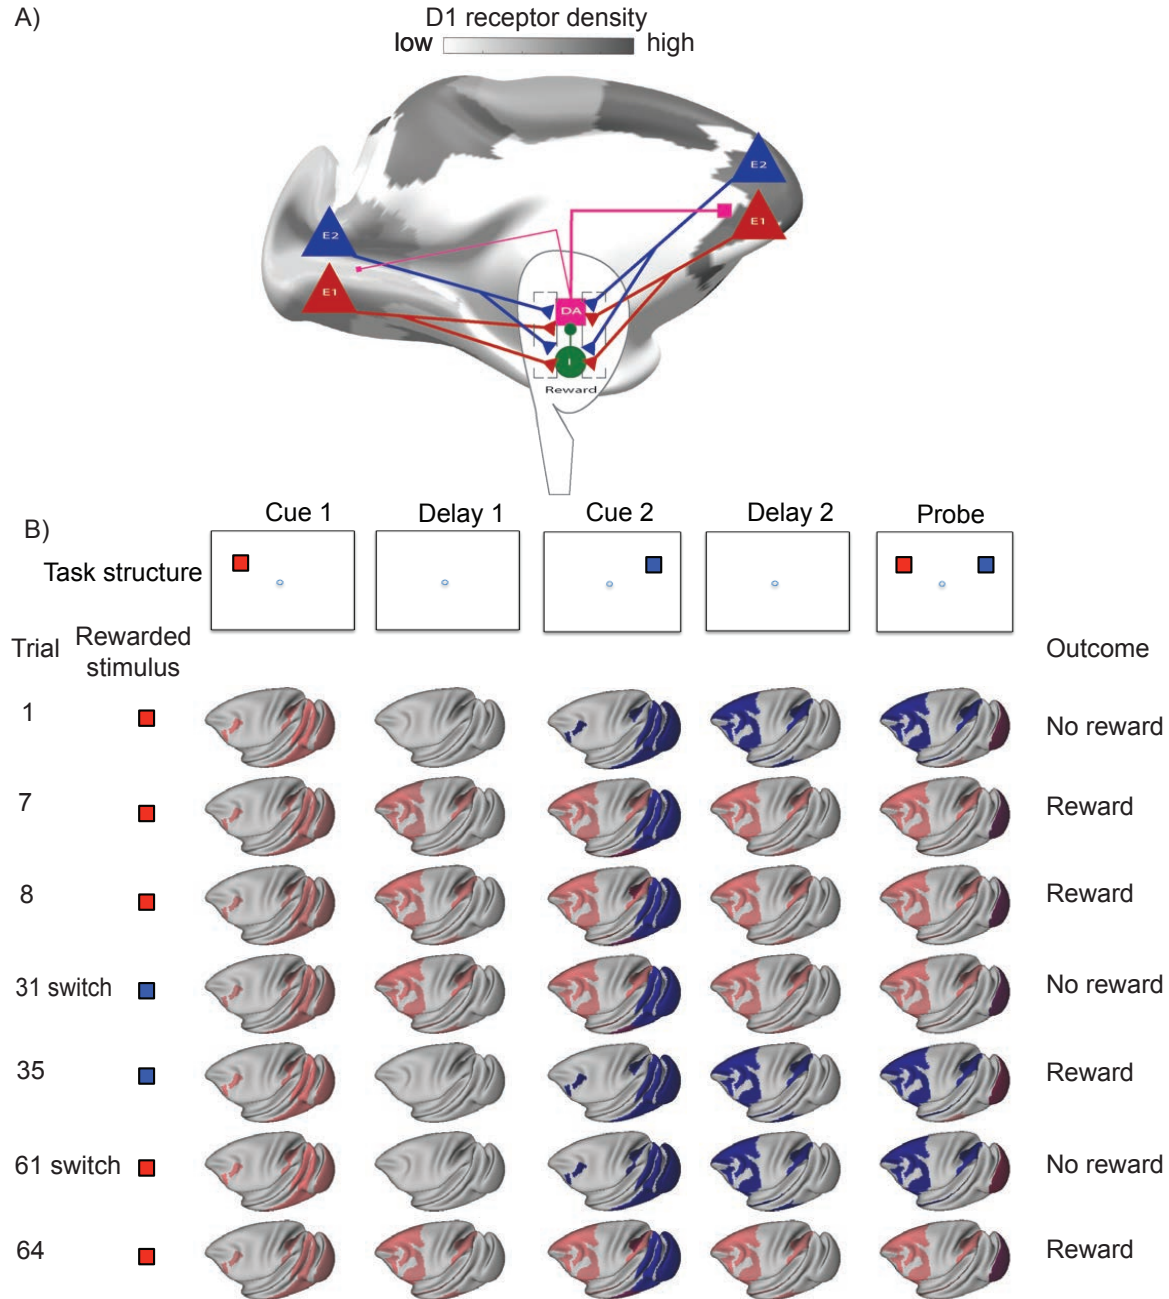 A)
D1 receptor density
low
high
E2
E1
E2
E1
DA
I
Reward
B)
Cue 1
Delay 1
Cue 2
Delay 2
Probe
Task structure
Trial
Rewarded
stimulus
Outcome
1
No reward
7
Reward
8
Reward
31 switch
No reward
35
Reward
61 switch
No reward
64
Reward